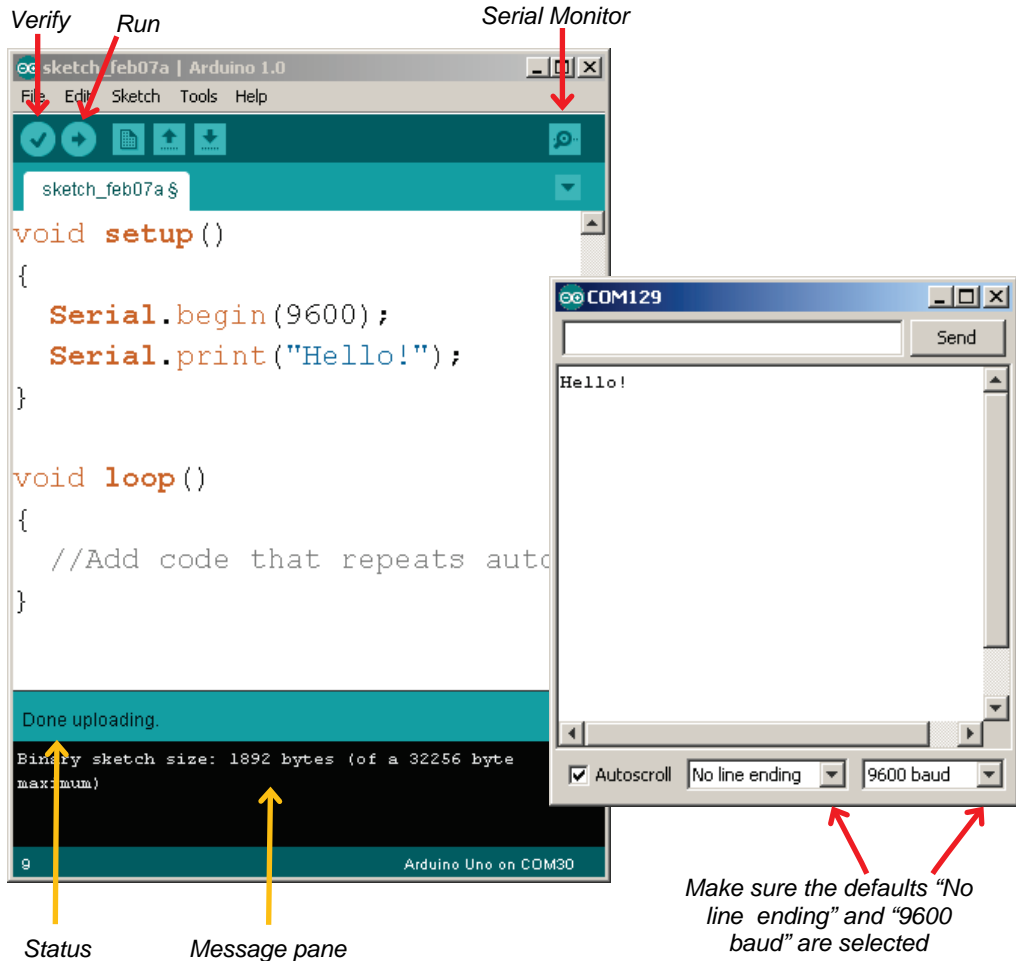 Verify
Run
Serial Monitor
sketch_feb07a | Arduino 1.0
File Edit Sketch Tools Help
sketch_feb07a §
void setup()
{
Serial.begin(9600);
Serial.print("Hello!");
}
void loop()
{
//Add code that repeats auto
}
Done uploading.
Binary sketch size: 1892 bytes (of a 32256 byte
maximum)
9
Arduino Uno on COM30
COM129
Send
Hello!
Autoscroll
No line ending
9600 baud
Status
Message pane
Make sure the defaults “No
line ending” and “9600
baud” are selected